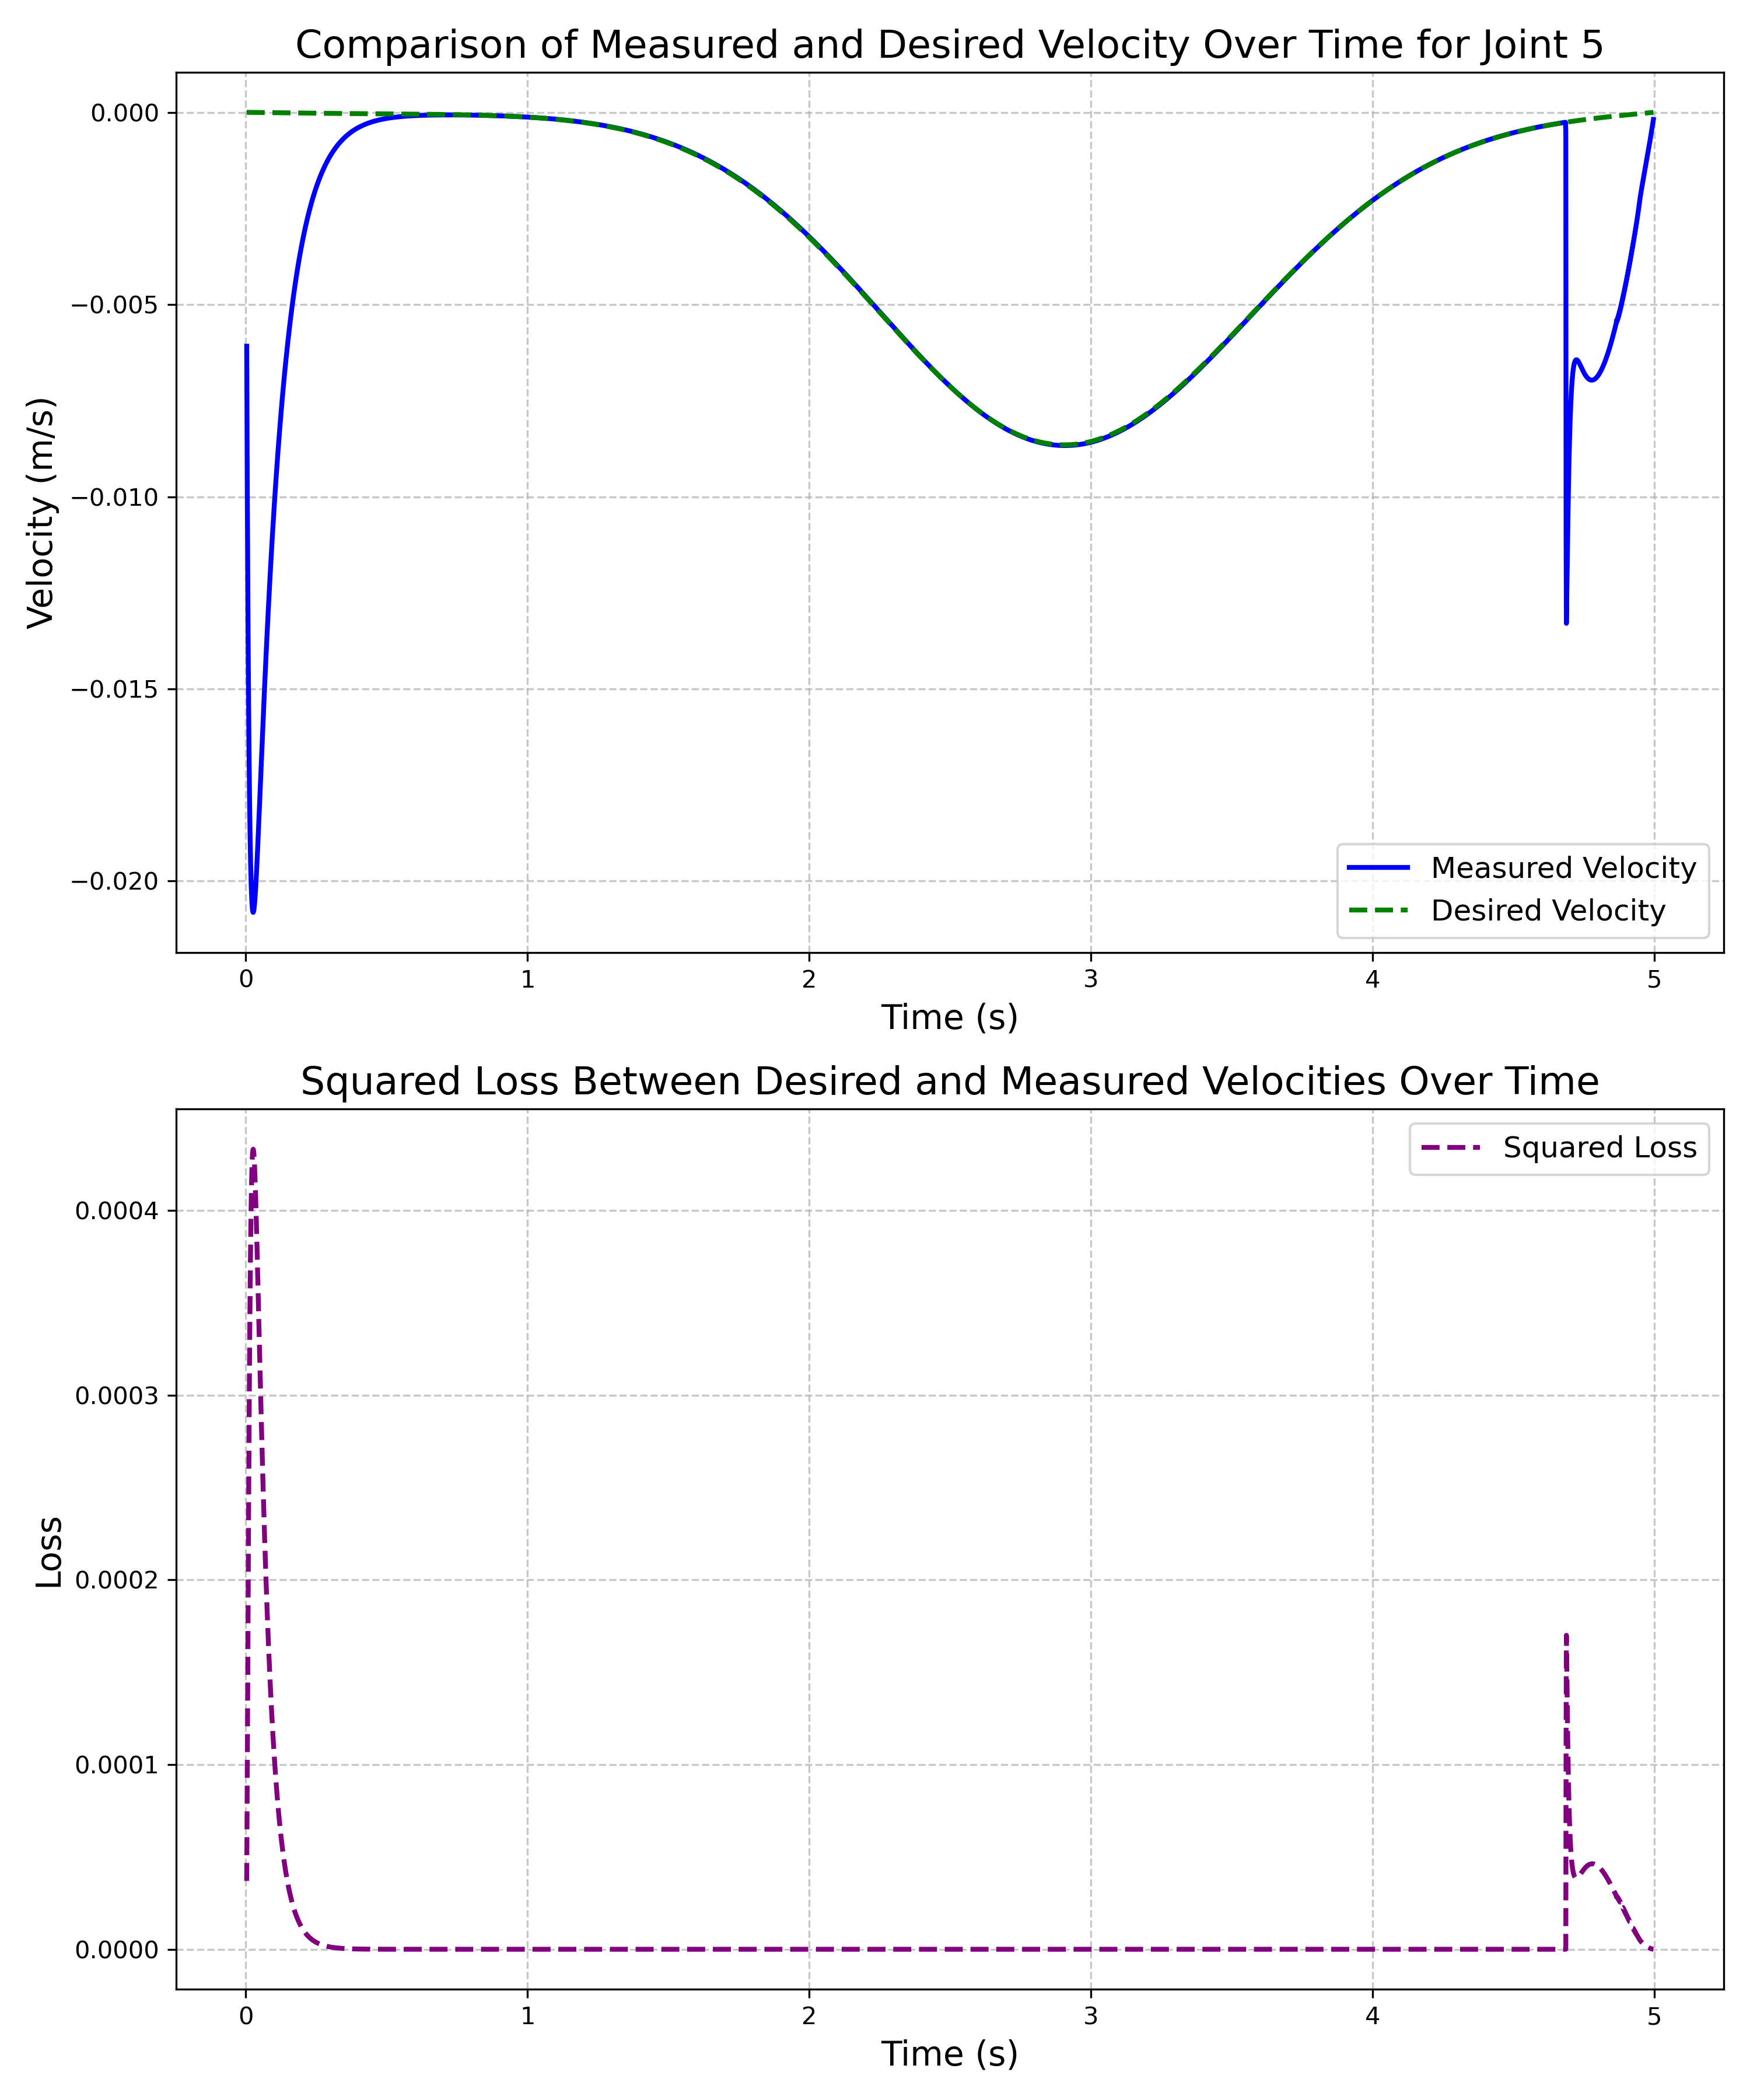 Comparison of Measured and Desired Velocity Over Time for Joint 5
0.000
−0.005
−0.010
−0.015
−0.020
Velocity (m/s)
Measured Velocity
Desired Velocity
0 1 2 3 4 5
Time (s)
Squared Loss Between Desired and Measured Velocities Over Time
Squared Loss
0.0004
0.0003
0.0002
0.0001
0.0000
Loss
0 1 2 3 4 5
Time (s)